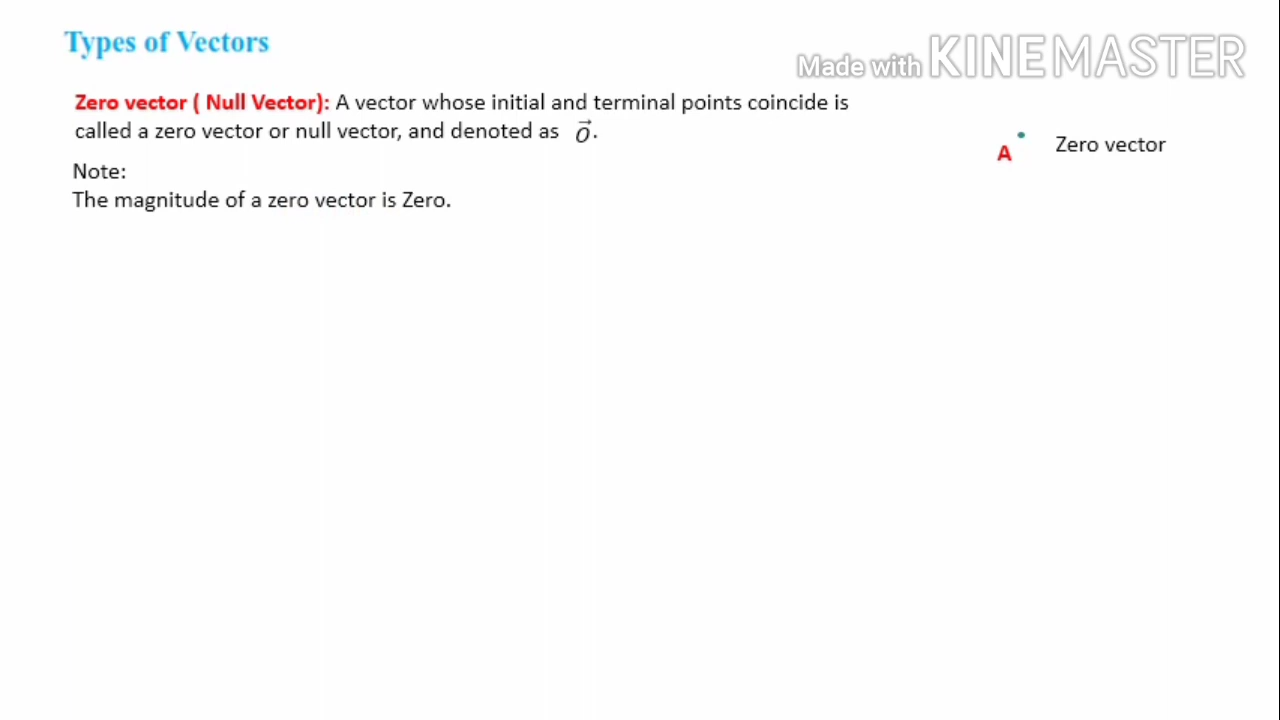 Types of Vectors
Made with KINEMASTER
Zero vector ( Null Vector): A vector whose initial and terminal points coincide is
called a zero vector or null vector, and denoted as O⃗.
A Zero vector
Note:
The magnitude of a zero vector is Zero.